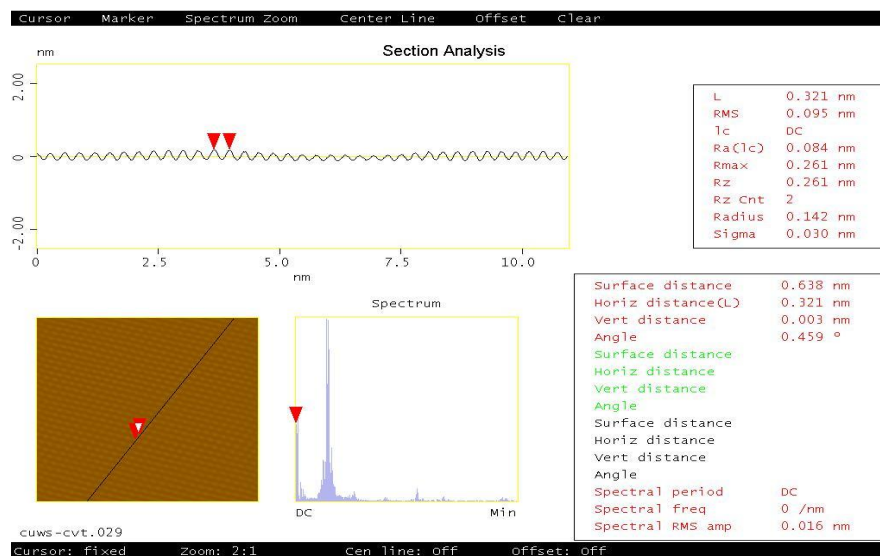 Cursor Marker Spectrum Zoom Center Line Offset Clear
Section Analysis
nm
2.00
0
-2.00
0 2.5 5.0 7.5 10.0
nm
L 0.321 nm
RMS 0.095 nm
lc DC
Ra(lc) 0.084 nm
Rmax 0.261 nm
Rz 0.261 nm
Rz Cnt 2
Radius 0.142 nm
Sigma 0.030 nm
Spectrum
DC Min
Surface distance 0.638 nm
Horiz distance(L) 0.321 nm
Vert distance 0.003 nm
Angle 0.459 º
Surface distance
Horiz distance
Vert distance
Angle
Surface distance
Horiz distance
Vert distance
Angle
Spectral period DC
Spectral freq 0 /nm
Spectral RMS amp 0.016 nm
cuws-cvt.029
Cursor: fixed Zoom: 2:1 Cen line: Off Offset: Off